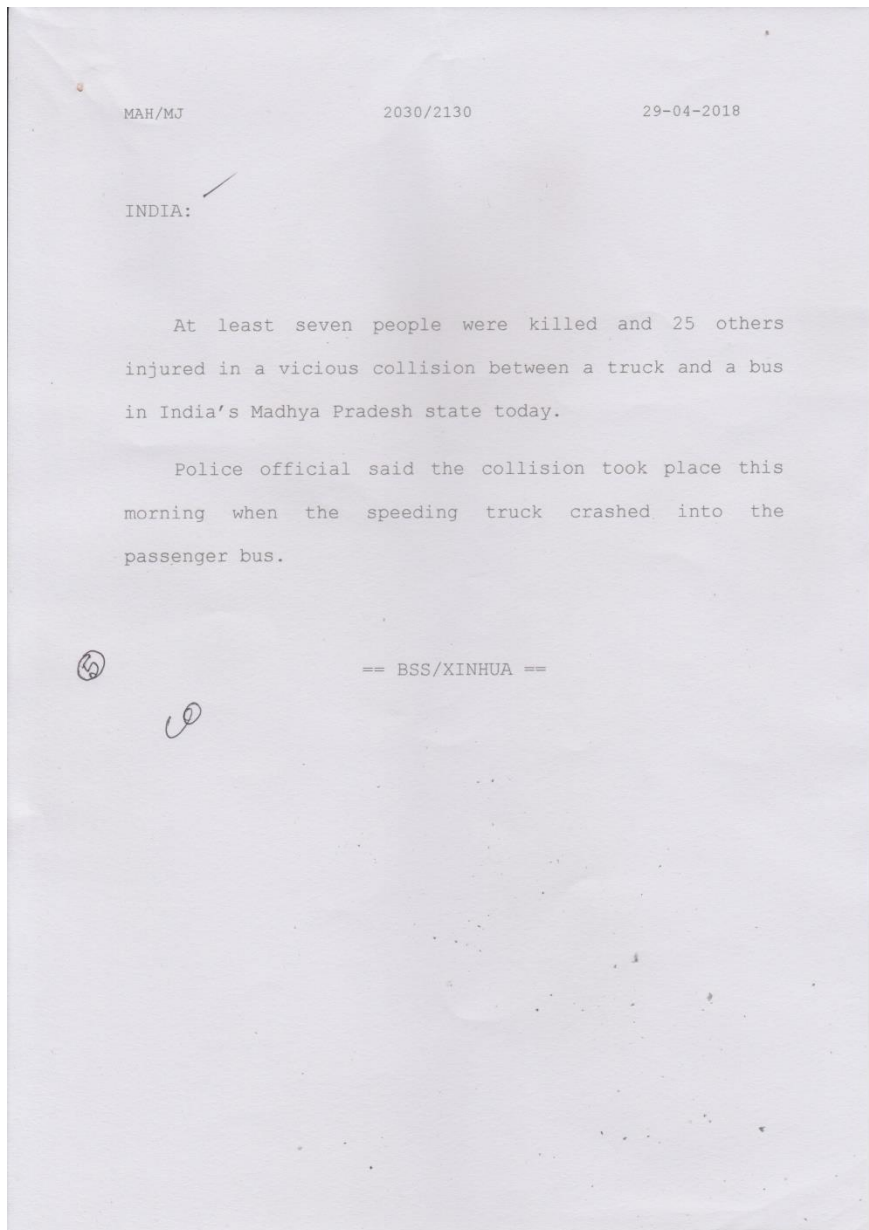 MAH/MJ 2030/2130 29-04-2018
INDIA:
At least seven people were killed and 25 others
injured in a vicious collision between a truck and a bus
in India's Madhya Pradesh state today.
Police official said the collision took place this
morning when the speeding truck crashed into the
passenger bus.
== BSS/XINHUA ==